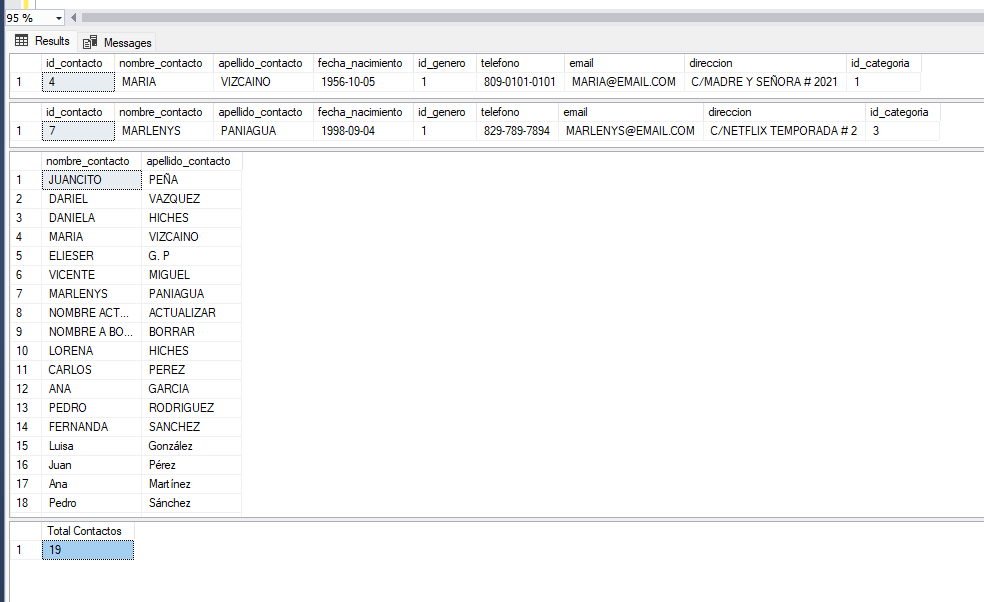 95 %
Results Messages
id_contacto nombre_contacto apellido_contacto fecha_nacimiento id_genero telefono email direccion id_categoria
1 4 MARIA VIZCAINO 1956-10-05 1 809-0101-0101 MARIA@EMAIL.COM C/MADRE Y SEÑORA # 2021 1
id_contacto nombre_contacto apellido_contacto fecha_nacimiento id_genero telefono email direccion id_categoria
1 7 MARLENYS PANIAGUA 1998-09-04 1 829-789-7894 MARLENYS@EMAIL.COM C/NETFLIX TEMPORADA # 2 3
nombre_contacto apellido_contacto
1 JUANCITO PEÑA
2 DARIEL VAZQUEZ
3 DANIELA HICHES
4 MARIA VIZCAINO
5 ELIESER G. P
6 VICENTE MIGUEL
7 MARLENYS PANIAGUA
8 NOMBRE ACT... ACTUALIZAR
9 NOMBRE A BO... BORRAR
10 LORENA HICHES
11 CARLOS PEREZ
12 ANA GARCIA
13 PEDRO RODRIGUEZ
14 FERNANDA SANCHEZ
15 Luisa González
16 Juan Pérez
17 Ana Martínez
18 Pedro Sánchez
Total Contactos
1 19